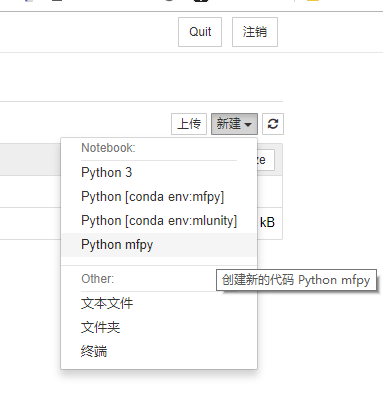 Quit
注销
上传
新建
Notebook:
ze
Python 3
Python [conda env:mfpy]
Python [conda env:mlunity]
kB
Python mfpy
Other:
创建新的代码 Python mfpy
文本文件
文件夹
终端